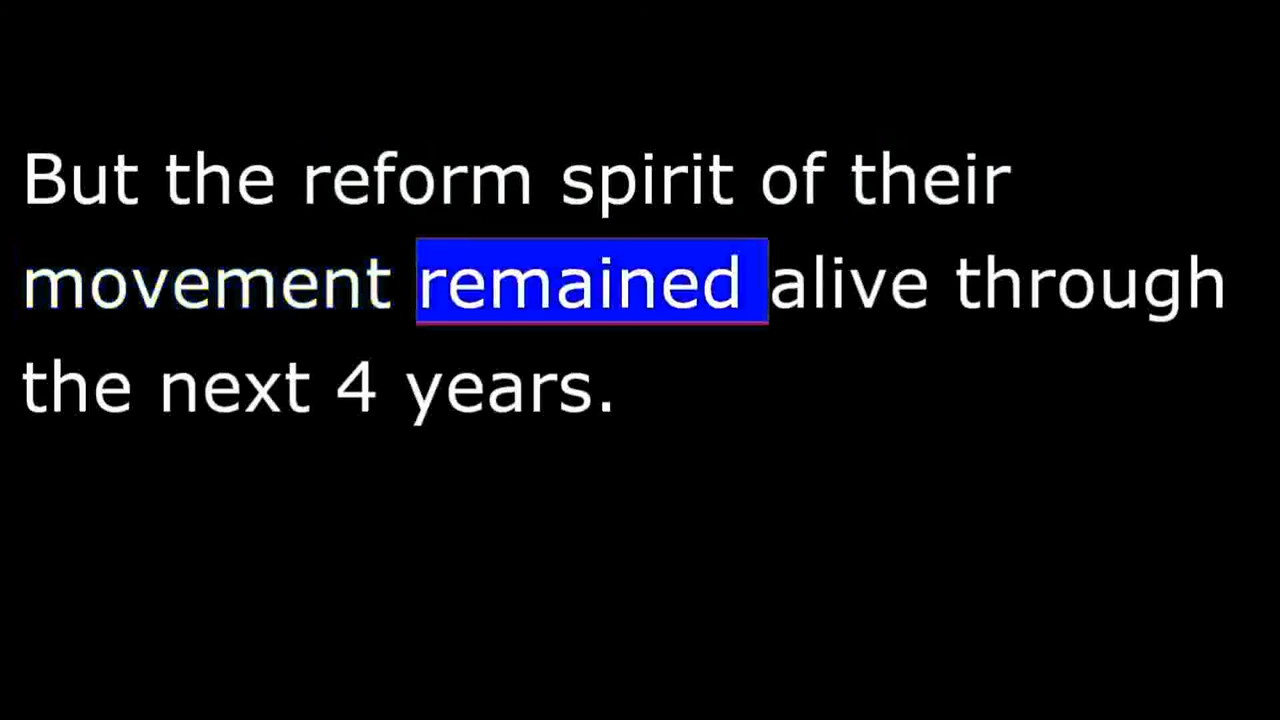 But the reform spirit of their
movement remained alive through
the next 4 years.